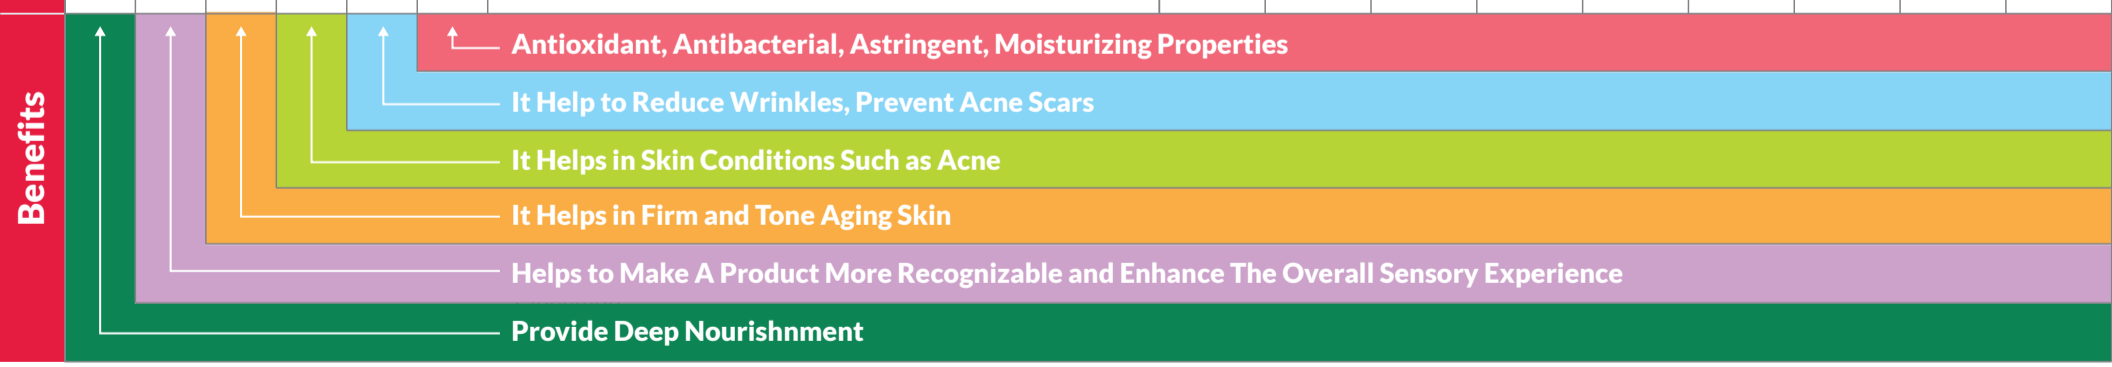 Benefits
Antioxidant, Antibacterial, Astringent, Moisturizing Properties
It Help to Reduce Wrinkles, Prevent Acne Scars
It Helps in Skin Conditions Such as Acne
It Helps in Firm and Tone Aging Skin
Helps to Make A Product More Recognizable and Enhance The Overall Sensory Experience
Provide Deep Nourishnment